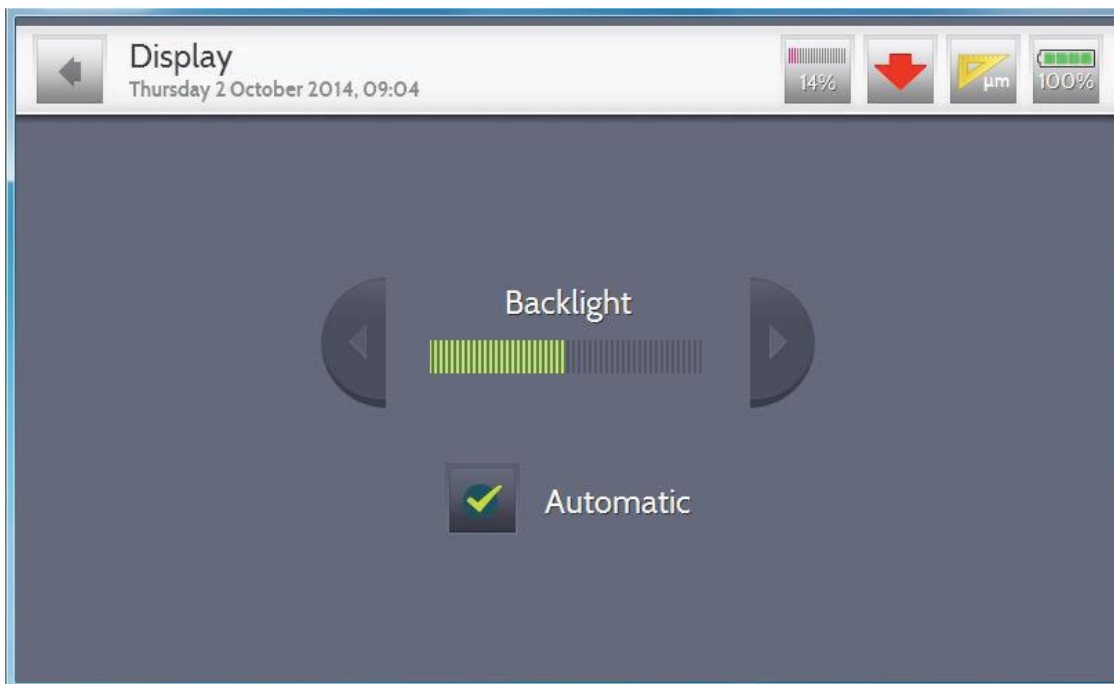 Display
Thursday 2 October 2014, 09:04
14%
µm
100%
Backlight
Automatic